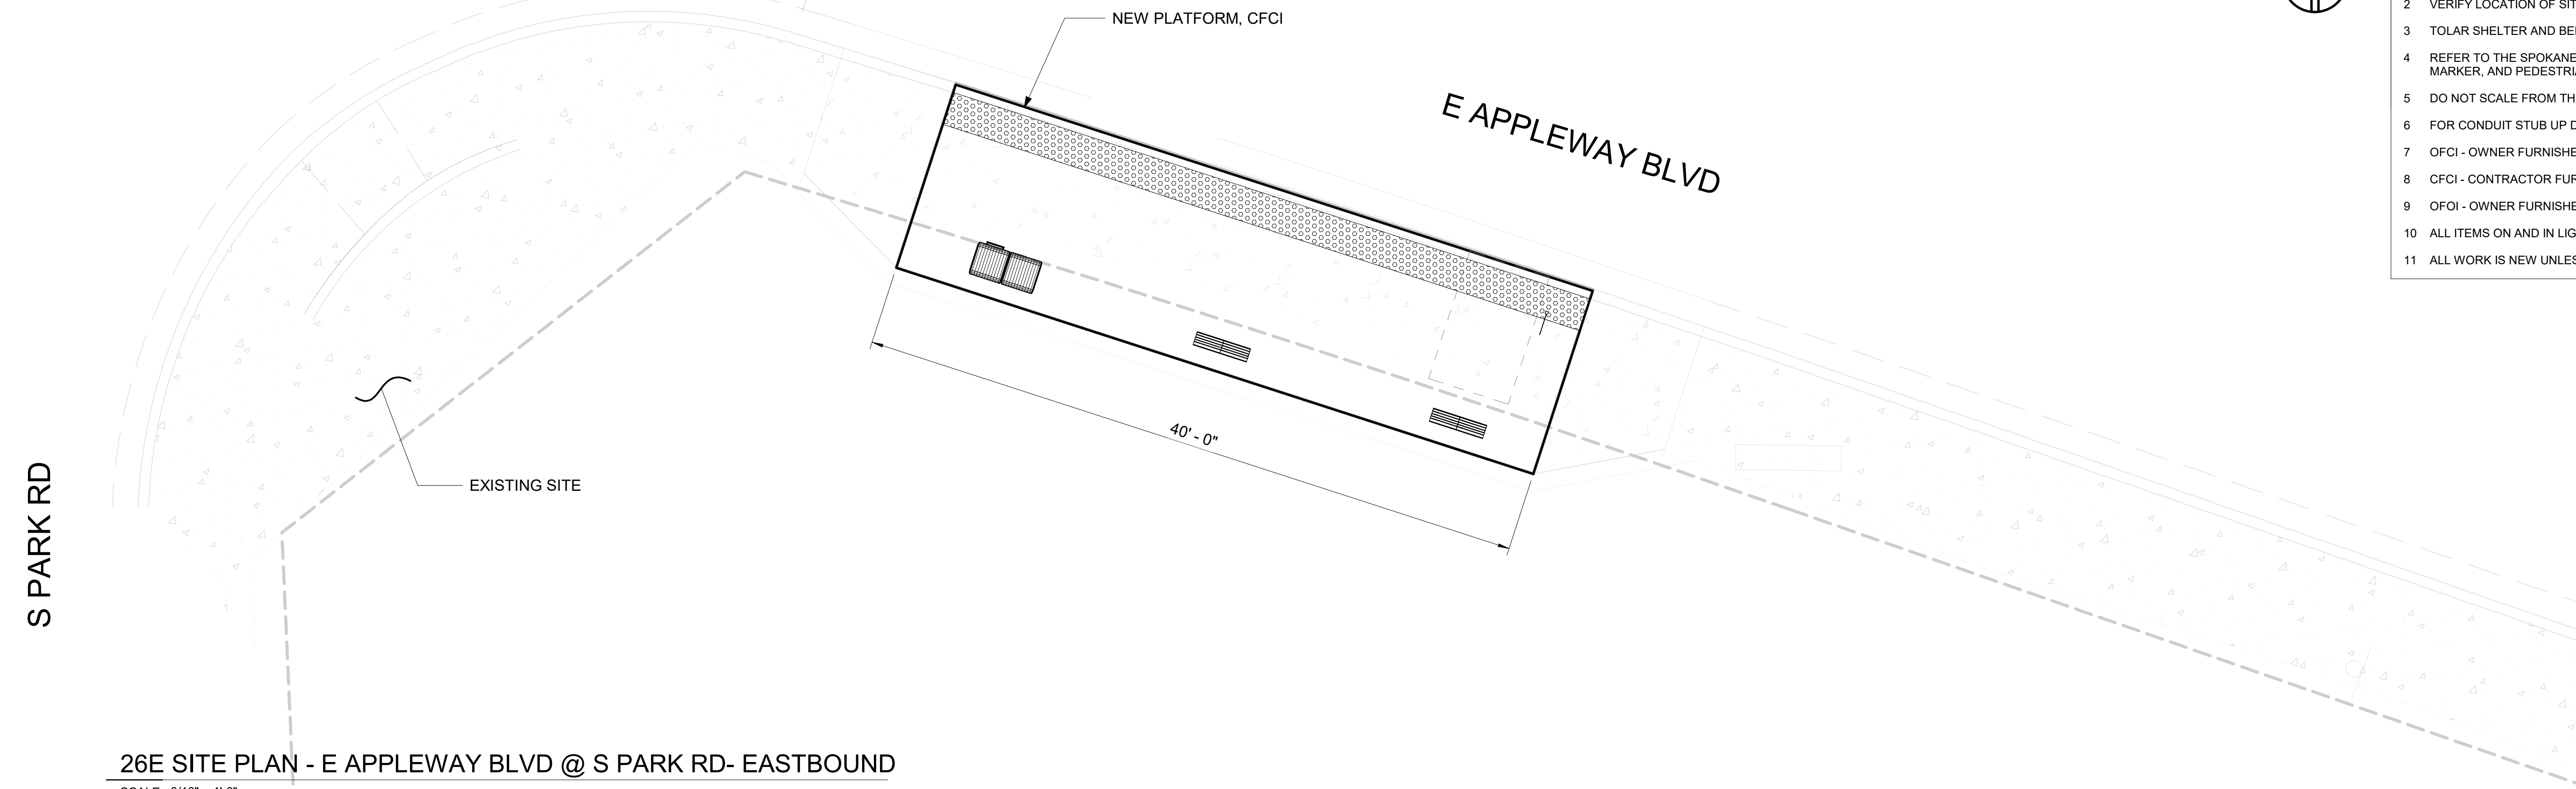 NEW PLATFORM, CFCI
E APPLEWAY BLVD
2 VERIFY LOCATION OF
3 TOLAR SHELTER AND
4 REFER TO THE SPOKANE
MARKER, AND
5 DO NOT SCALE FROM
6 FOR CONDUIT STUB UP
7 OFCI - OWNER
8 CFCI - CONTRACTOR
9 OFOI - OWNER
10 ALL ITEMS ON AND IN
11 ALL WORK IS NEW
40' - 0"
EXISTING SITE
S PARK RD
26E SITE PLAN - E APPLEWAY BLVD @ S PARK RD- EASTBOUND